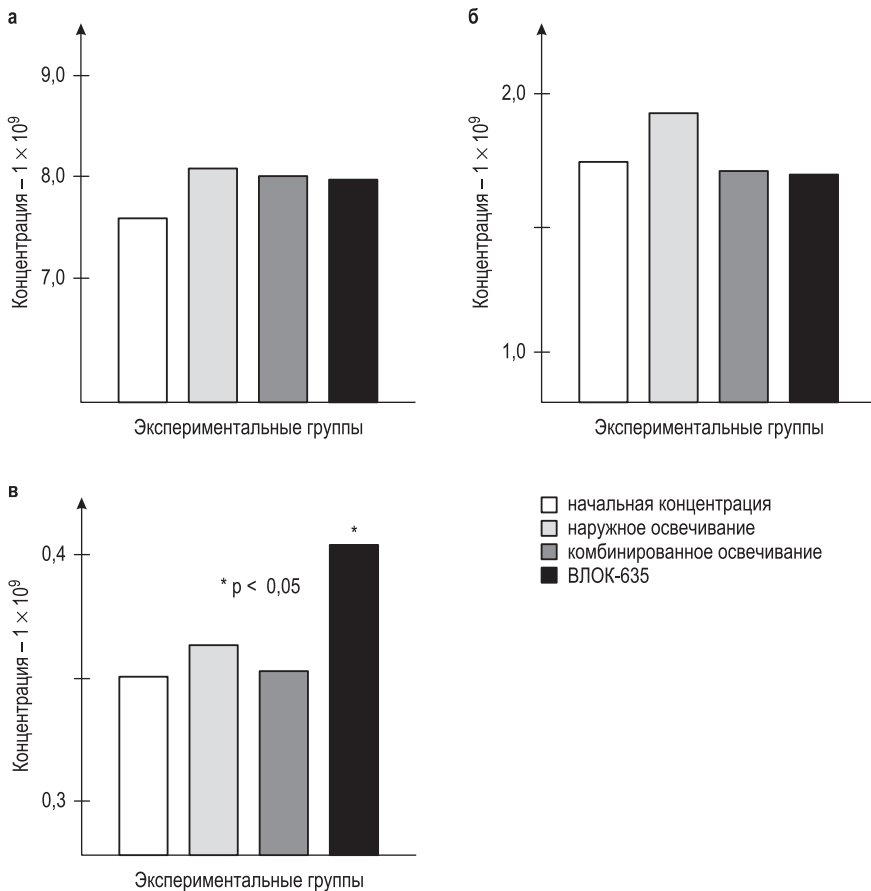 а
Концентрация – 1 × 10⁹
9,0
8,0
7,0
Экспериментальные группы
б
Концентрация – 1 × 10⁹
2,0
1,0
Экспериментальные группы
в
Концентрация – 1 × 10⁹
0,4
0,3
*
* p < 0,05
Экспериментальные группы
начальная концентрация
наружное освечивание
комбинированное освечивание
ВЛОК-635